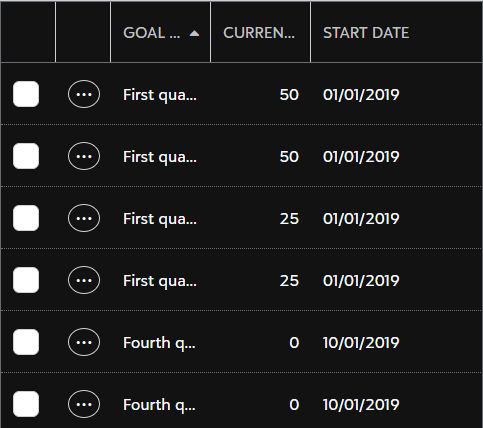 GOAL ... CURREN... START DATE
First qua... 50 01/01/2019
First qua... 50 01/01/2019
First qua... 25 01/01/2019
First qua... 25 01/01/2019
Fourth q... 0 10/01/2019
Fourth q... 0 10/01/2019